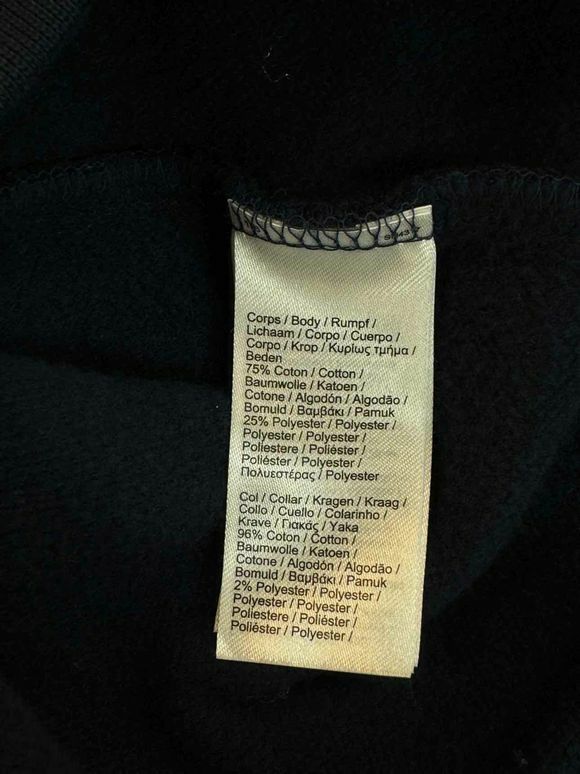 Corps / Body / Rumpf /
Lichaam / Corpo / Cuerpo /
Corpo / Krop / Κυρίως τμήμα /
Beden
75% Coton / Cotton /
Baumwolle / Katoen /
Cotone / Algodón / Algodão /
Bomuld / Βαμβάκι / Pamuk
25% Polyester / Polyester /
Polyester / Polyester /
Poliestere / Poliéster /
Poliéster / Polyester /
Πολυεστέρας / Polyester
Col / Collar / Kragen / Kraag /
Collo / Cuello / Colarinho /
Krave / Γιακάς / Yaka
96% Coton / Cotton /
Baumwolle / Katoen /
Cotone / Algodón / Algodão /
Bomuld / Βαμβάκι / Pamuk
2% Polyester / Polyester /
Polyester / Polyester /
Poliestere / Poliéster /
Poliéster / Polyester /